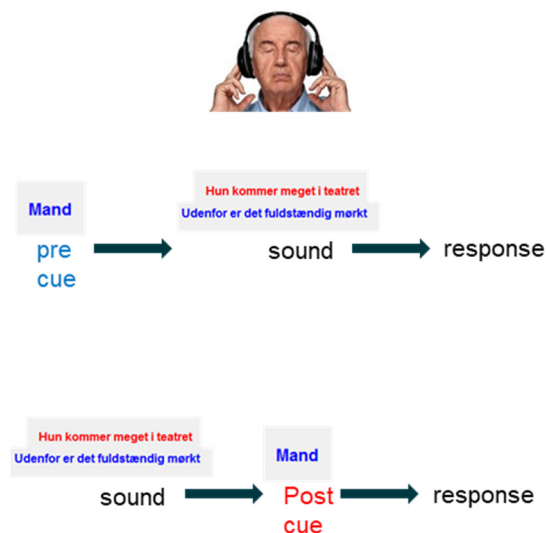 Hun kommer meget i teatret
Mand
Udenfor er det fuldstændig mørkt
pre
cue
sound
response
Hun kommer meget i teatret
Udenfor er det fuldstændig mørkt
Mand
sound
Post
cue
response